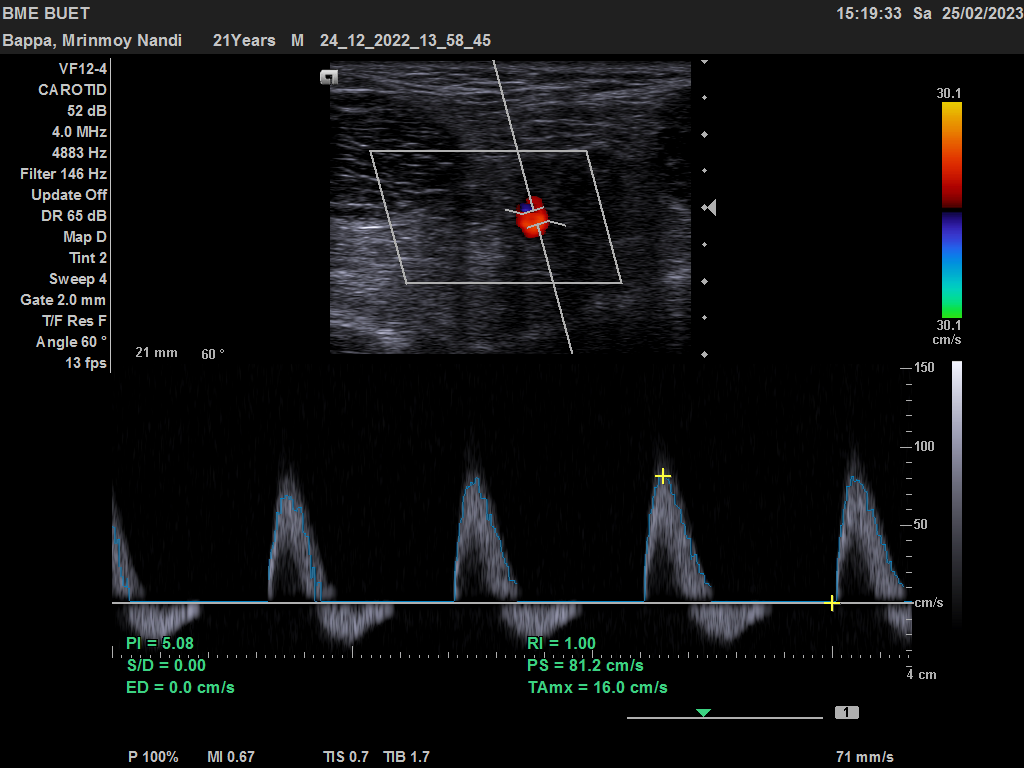 BME BUET 15:19:33 Sa 25/02/2023
Bappa, Mrinmoy Nandi 21Years M 24_12_2022_13_58_45
VF12-4
CAROTID
52 dB
4.0 MHz
4883 Hz
Filter 146 Hz
Update Off
DR 65 dB
Map D
Tint 2
Sweep 4
Gate 2.0 mm
T/F Res F
Angle 60 °
13 fps
21 mm 60 °
30.1
30.1
cm/s
150
100
50
cm/s
4 cm
PI = 5.08
S/D = 0.00
ED = 0.0 cm/s
RI = 1.00
PS = 81.2 cm/s
TAmx = 16.0 cm/s
1
P 100% MI 0.67 TIS 0.7 TIB 1.7 71 mm/s